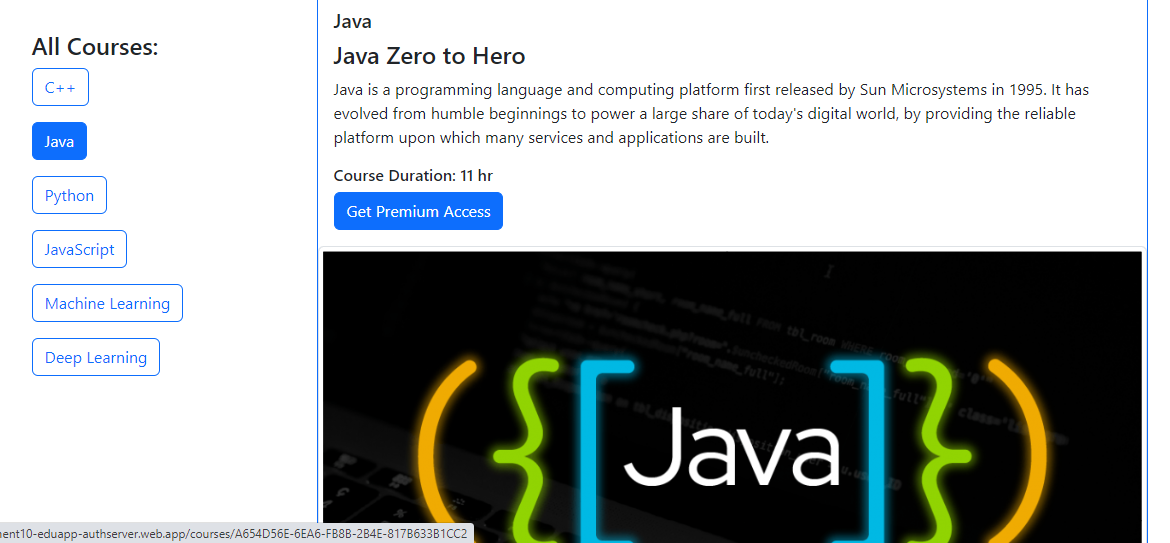 All Courses:
C++
Java
Python
JavaScript
Machine Learning
Deep Learning
Java
Java Zero to Hero
Java is a programming language and computing platform first released by Sun Microsystems in 1995. It has
evolved from humble beginnings to power a large share of today's digital world, by providing the reliable
platform upon which many services and applications are built.
Course Duration: 11 hr
Get Premium Access
Java
nent10-eduapp-authserver.web.app/courses/A654D56E-6EA6-FB8B-2B4E-817B633B1CC2